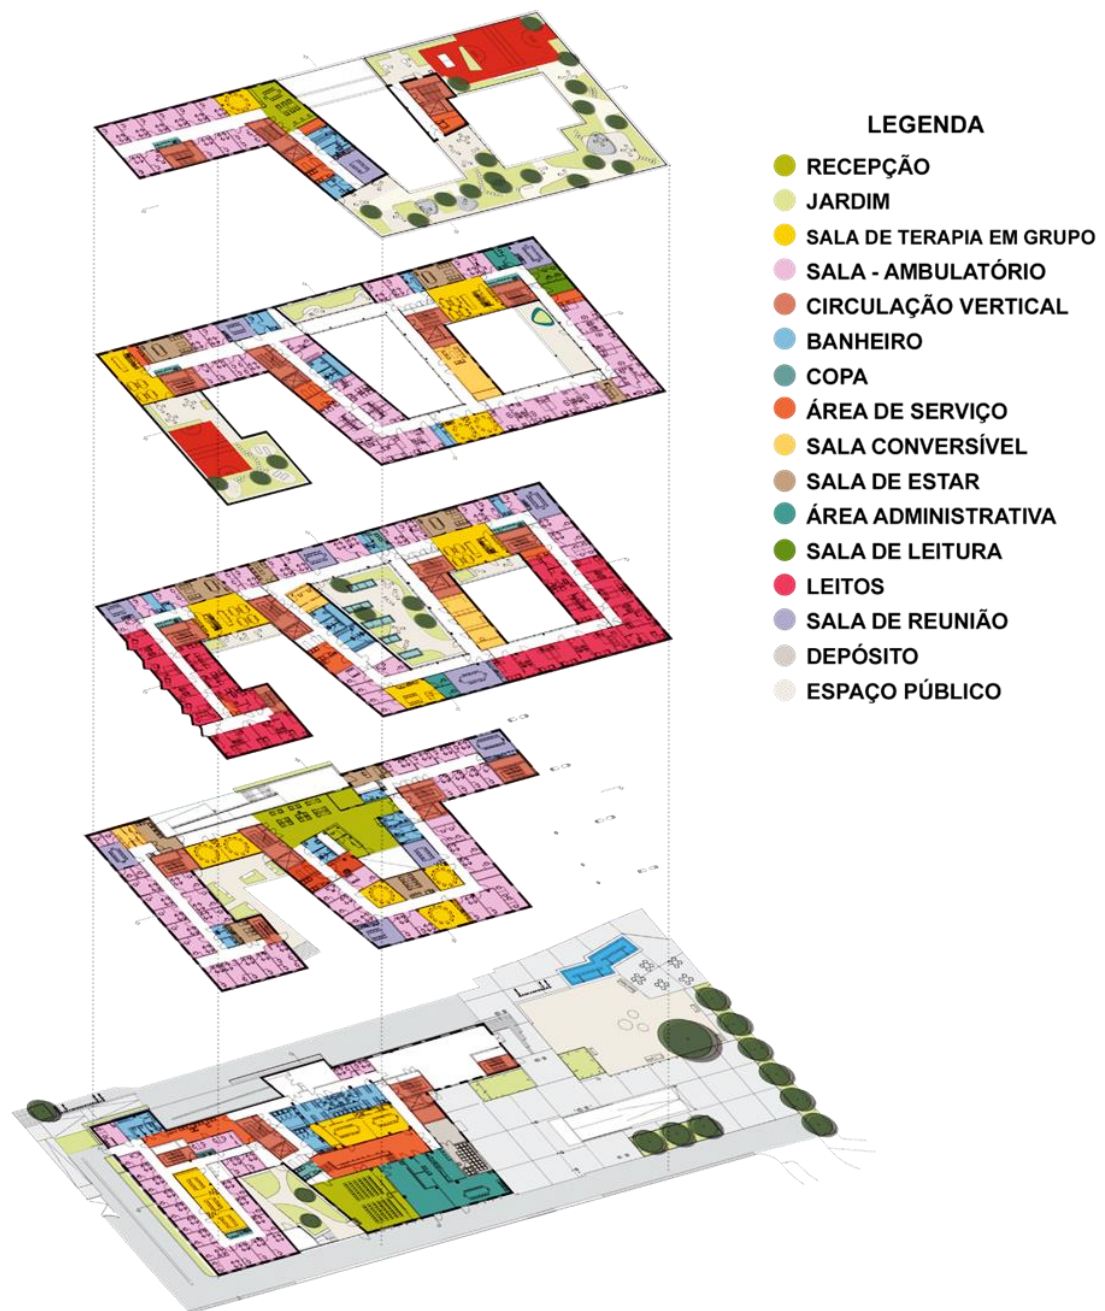 LEGENDA
RECEPÇÃO
JARDIM
SALA DE TERAPIA EM GRUPO
SALA - AMBULATÓRIO
CIRCULAÇÃO VERTICAL
BANHEIRO
COPA
ÁREA DE SERVIÇO
SALA CONVERSÍVEL
SALA DE ESTAR
ÁREA ADMINISTRATIVA
SALA DE LEITURA
LEITOS
SALA DE REUNIÃO
DEPÓSITO
ESPAÇO PÚBLICO